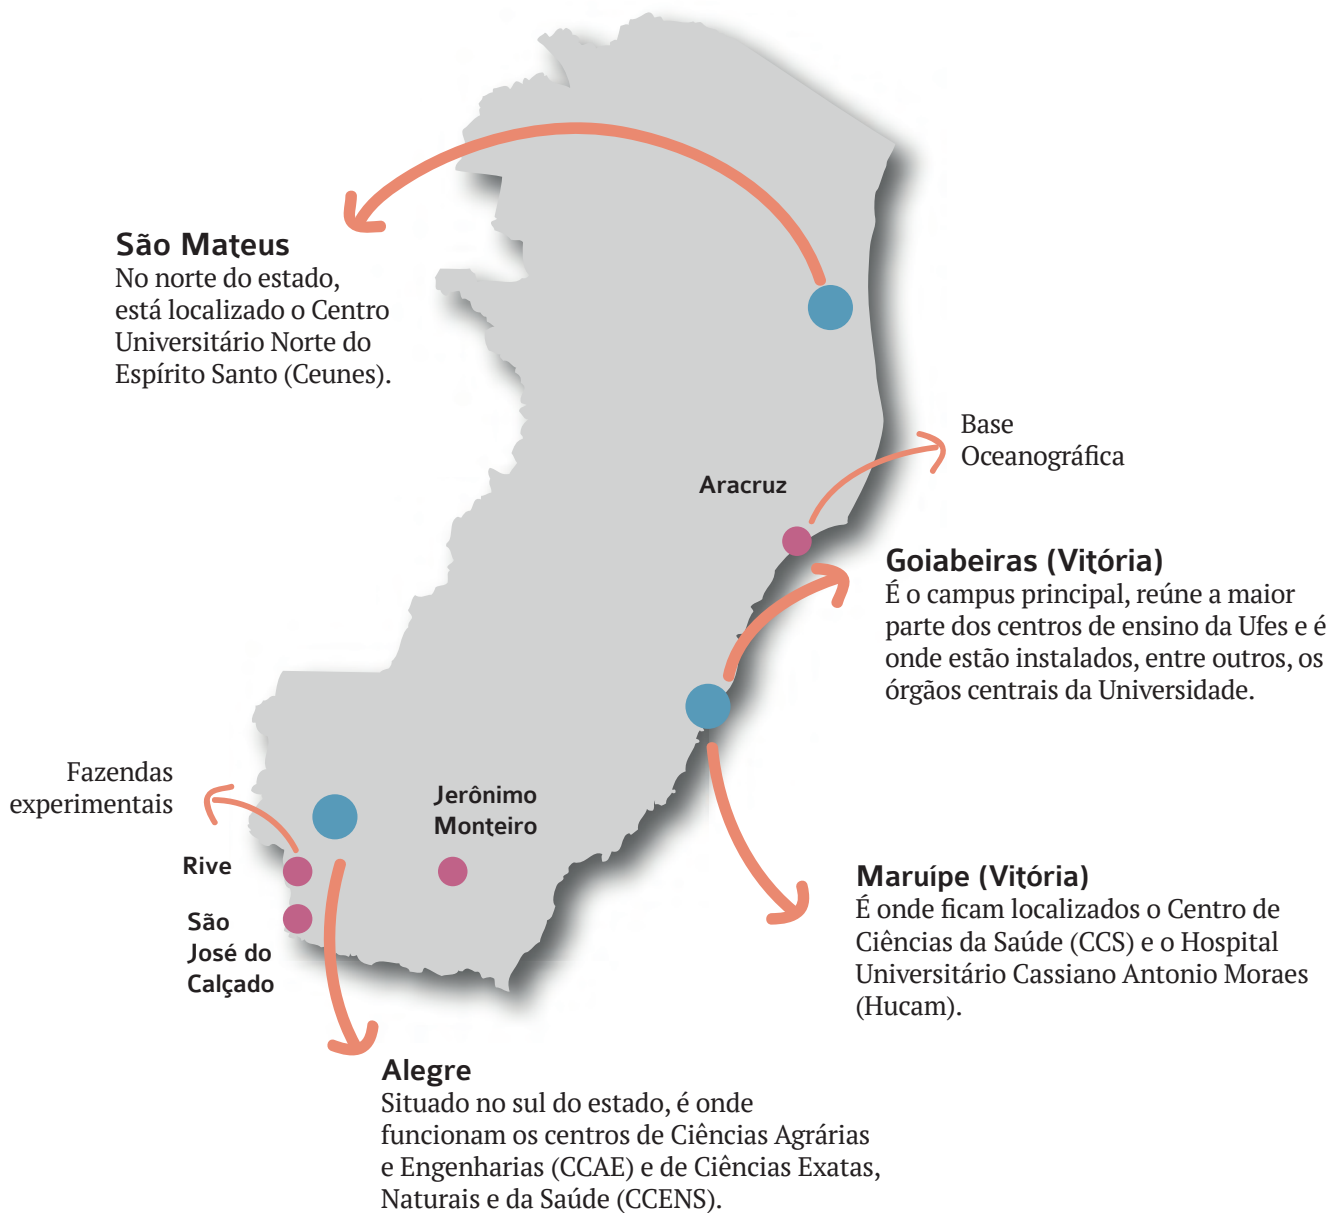 São Mateus
No norte do estado,
está localizado o Centro
Universitário Norte do
Espírito Santo (Ceunes).
Base
Oceanográfica
Aracruz
Goiabeiras (Vitória)
É o campus principal, reúne a maior
parte dos centros de ensino da Ufes e é
onde estão instalados, entre outros, os
órgãos centrais da Universidade.
Fazendas
experimentais
Jerônimo
Monteiro
Rive
São
José do
Calçado
Maruípe (Vitória)
É onde ficam localizados o Centro de
Ciências da Saúde (CCS) e o Hospital
Universitário Cassiano Antonio Moraes
(Hucam).
Alegre
Situado no sul do estado, é onde
funcionam os centros de Ciências Agrárias
e Engenharias (CCAE) e de Ciências Exatas,
Naturais e da Saúde (CCENS).